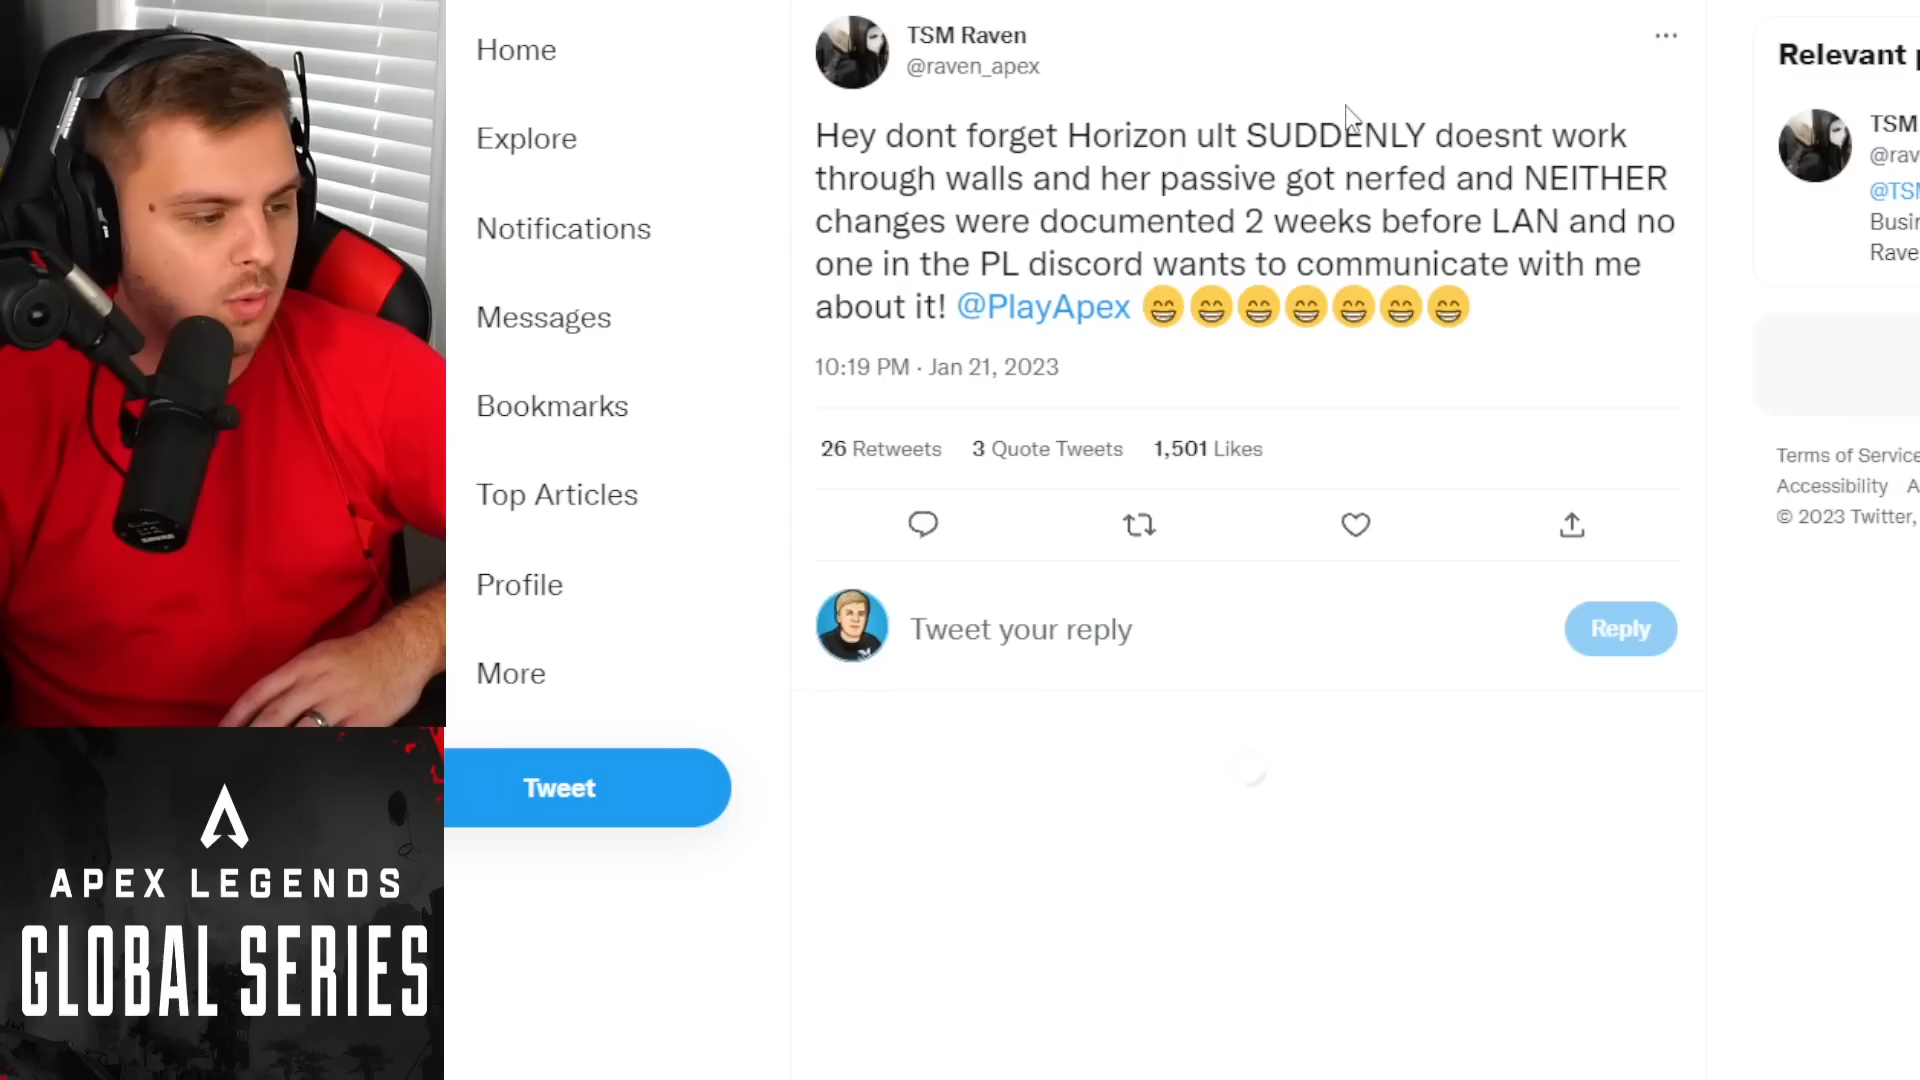 Home
Explore
Notifications
Messages
Bookmarks
Top Articles
Profile
More
Tweet
TSM Raven
@raven_apex
Hey dont forget Horizon ult SUDDENLY doesnt work
through walls and her passive got nerfed and NEITHER
changes were documented 2 weeks before LAN and no
one in the PL discord wants to communicate with me
about it! @PlayApex 😁😁😁😁😁😁😁
10:19 PM · Jan 21, 2023
26 Retweets 3 Quote Tweets 1,501 Likes
Tweet your reply
Reply
Relevant p
TSM
@rav
@TSM
Busin
Rave
Terms of Service
Accessibility A
© 2023 Twitter,
APEX LEGENDS
GLOBAL SERIES